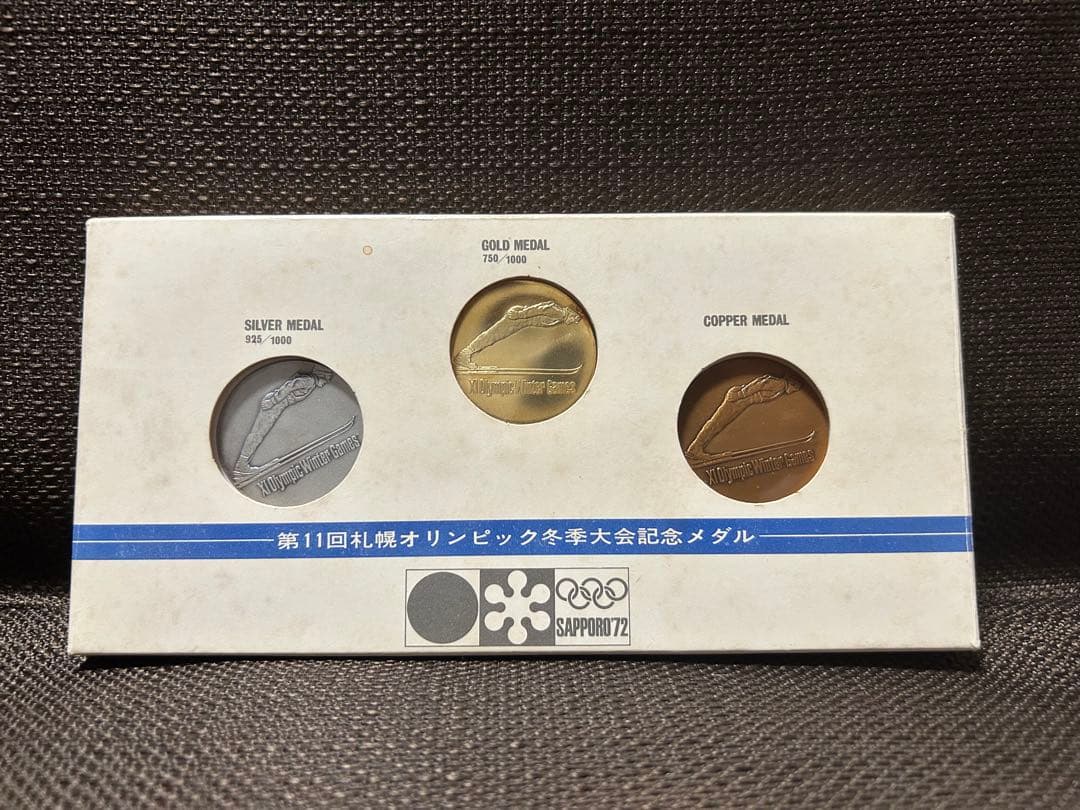 GOLD MEDAL
750/1000
SILVER MEDAL
925/1000
COPPER MEDAL
XI Olympic Winter Games
XI Olympic Winter Games
XI Olympic Winter Games
第11回札幌オリンピック冬季大会記念メダル
SAPPORO'72